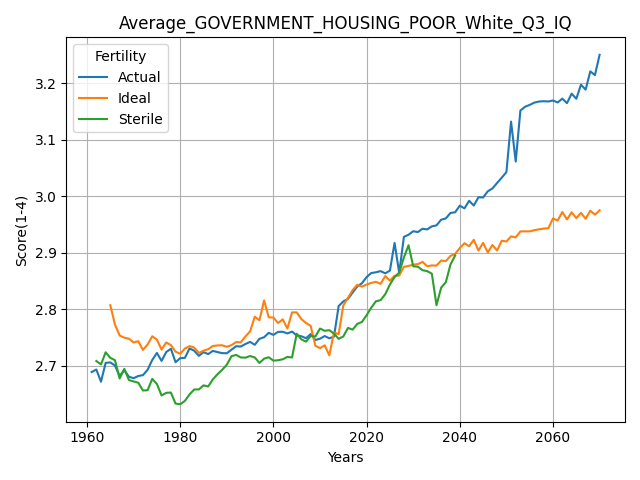 Average_GOVERNMENT_HOUSING_POOR_White_Q3_IQ
Fertility
Actual
Ideal
Sterile
3.2
3.1
3.0
2.9
2.8
2.7
Score(1-4)
1960 1980 2000 2020 2040 2060
Years